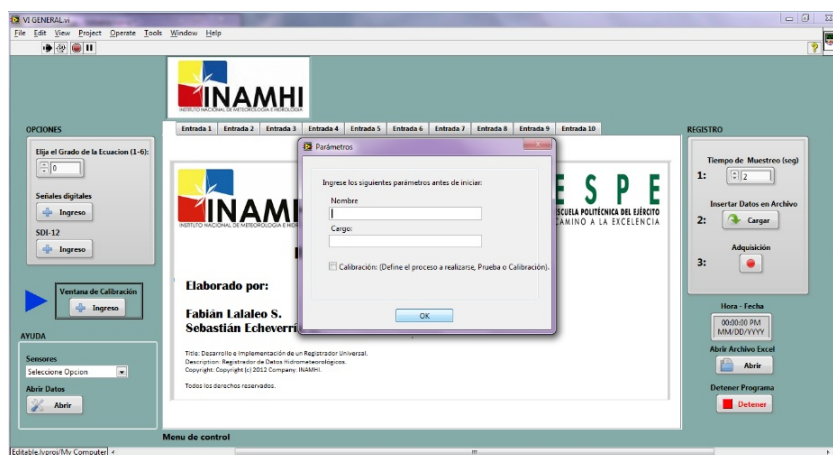 VI GENERAL.vi
File Edit View Project Operate Tools Window Help
INAMHI
INSTITUTO NACIONAL DE METEOROLOGIA E HIDROLOGIA
OPCIONES
Elija el Grado de la Ecuacion (1-6):
0
Señales digitales
Ingreso
SDI-12
Ingreso
Ventana de Calibración
Ingreso
AYUDA
Sensores
Seleccione Opcion
Abrir Datos
Abrir
Entrada 1 Entrada 2 Entrada 3 Entrada 4 Entrada 5 Entrada 6 Entrada 7 Entrada 8 Entrada 9 Entrada 10
INAM
INSTITUTO NACIONAL DE METEOROLOGIA E
E S P E
ESCUELA POLITÉCNICA DEL EJÉRCITO
CAMINO A LA EXCELENCIA
Elaborado por:
Fabián Lalaleo S.
Sebastián Echeverr
Title: Desarrollo e Implementación de un Registrador Universal.
Description: Registrador de Datos Hidrometeorológicos.
Copyright: Copyright (c) 2012 Company: INAMHI.
Todos los derechos reservados.
Parámetros
Ingrese los siguientes parámetros antes de iniciar:
Nombre
Cargo:
Calibración: (Define el proceso a realizarse, Prueba o Calibración).
OK
REGISTRO
Tiempo de Muestreo (seg)
1: 2
Insertar Datos en Archivo
2: Cargar
Adquisición
3:
Hora - Fecha
00:00:00 PM
MM/DD/YYYY
Abrir Archivo Excel
Abrir
Detener Programa
Detener
Menu de control
Editable.lvproj/My Computer